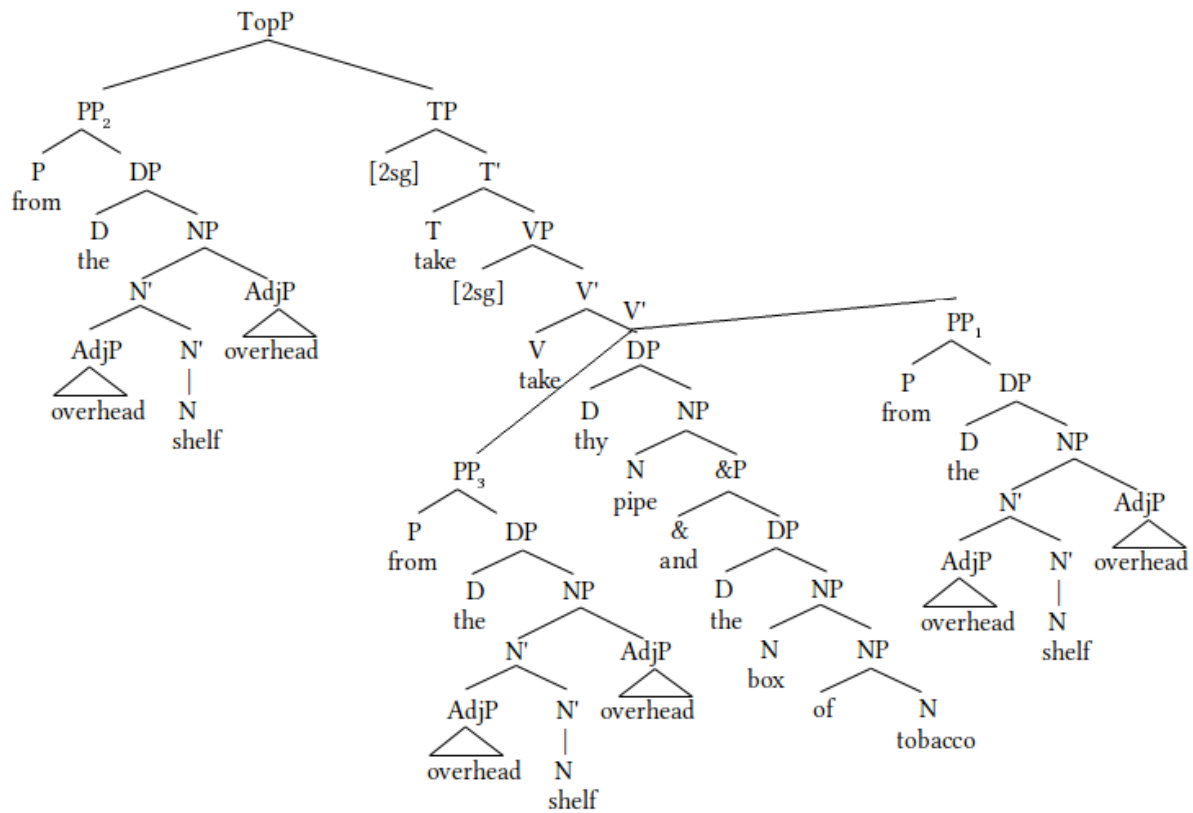 TopP
PP2 TP
P DP [2sg] T'
from
D NP T VP
the take
N' AdjP [2sg] V'
V' PP1
AdjP N' overhead V DP
take
overhead N P DP
shelf D NP from
thy
PP3 N &P D NP
pipe the
P DP & DP N' AdjP
from and
D NP D NP AdjP N' overhead
the the
N' AdjP N NP overhead N
box shelf
AdjP N' overhead of N
tobacco
overhead N
shelf